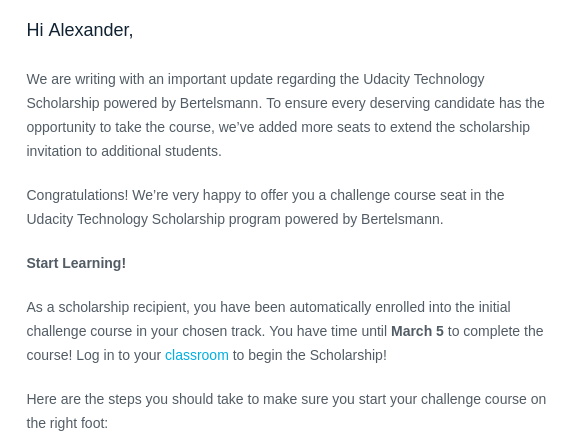 Hi Alexander,
We are writing with an important update regarding the Udacity Technology
Scholarship powered by Bertelsmann. To ensure every deserving candidate has the
opportunity to take the course, we’ve added more seats to extend the scholarship
invitation to additional students.
Congratulations! We’re very happy to offer you a challenge course seat in the
Udacity Technology Scholarship program powered by Bertelsmann.
Start Learning!
As a scholarship recipient, you have been automatically enrolled into the initial
challenge course in your chosen track. You have time until March 5 to complete the
course! Log in to your classroom to begin the Scholarship!
Here are the steps you should take to make sure you start your challenge course on
the right foot: